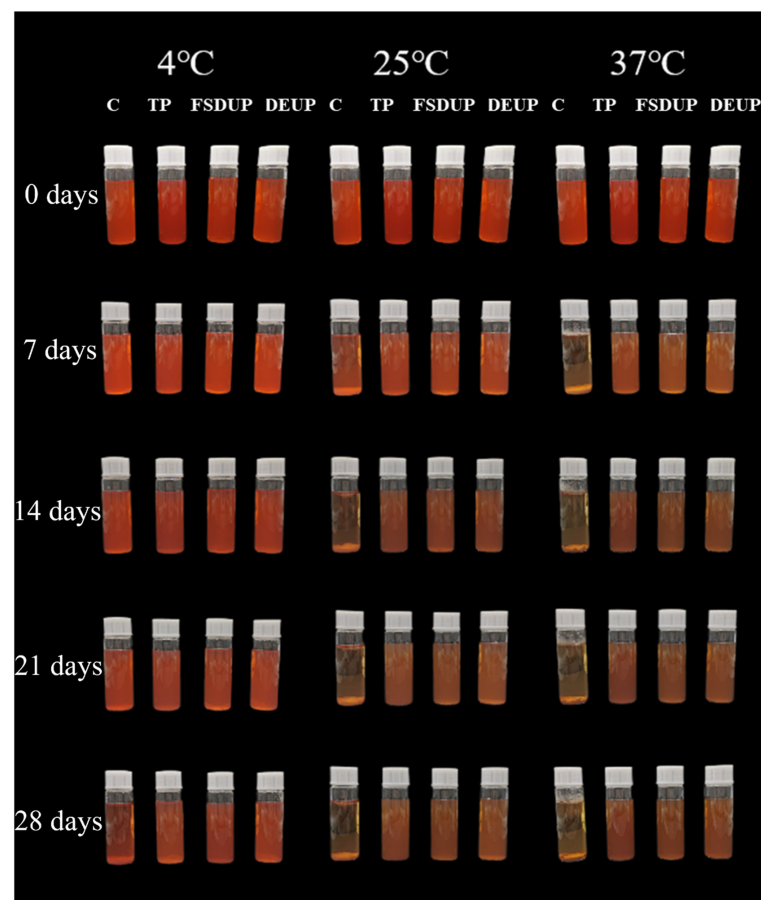 4℃ 25℃ 37℃
C TP FSDUP DEUP C TP FSDUP DEUP C TP FSDUP DEUP
0 days
7 days
14 days
21 days
28 days